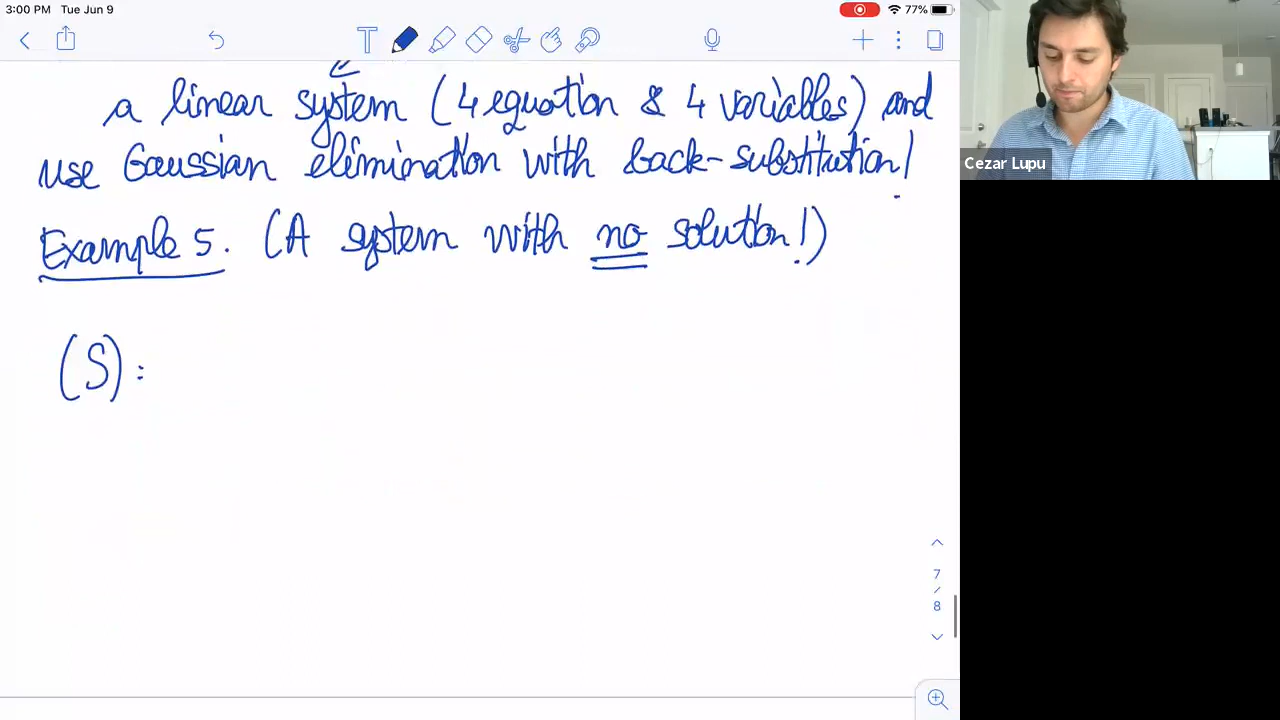 3:00 PM Tue Jun 9
77%
T
a linear system (4 equation & 4 variables) and
use Gaussian elimination with back-substitution!
Example 5. (A system with no solution!)
(S):
Cezar Lupu
7
/
8